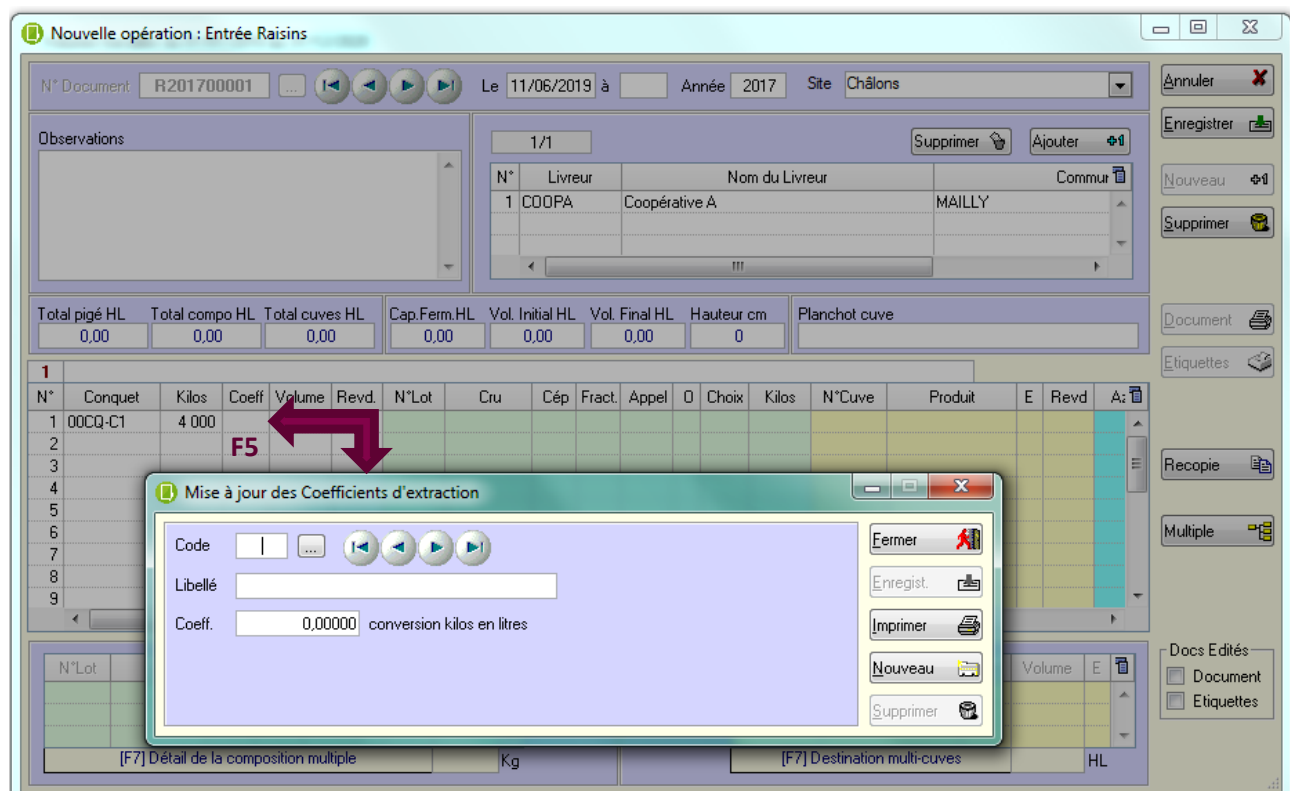 Nouvelle opération : Entrée Raisins
N° Document R201700001 ... Le 11/06/2019 à Année 2017 Site Châlons
Annuler
Enregistrer
Nouveau
Supprimer
Observations
1/1 Supprimer Ajouter
N° Livreur Nom du Livreur Commur
1 COOPA Coopérative A MAILLY
Total pigé HL Total compo HL Total cuves HL Cap.Ferm.HL Vol. Initial HL Vol. Final HL Hauteur cm Planchot cuve
0,00 0,00 0,00 0,00 0,00 0,00 0
Document
Etiquettes
1
N° Conquet Kilos Coeff Volume Revd. N°Lot Cru Cép Fract. Appel O Choix Kilos N°Cuve Produit E Revd
1 00CQ-C1 4 000
2 F5
3
4
5
6
7
8
9
Recopie
Multiple
Mise à jour des Coefficients d'extraction
Code ...
Libellé
Coeff. 0,00000 conversion kilos en litres
Fermer
Enregist.
Imprimer
Nouveau
Supprimer
N°Lot Volume E
[F7] Détail de la composition multiple Kg [F7] Destination multi-cuves HL
Docs Edités
Document
Etiquettes